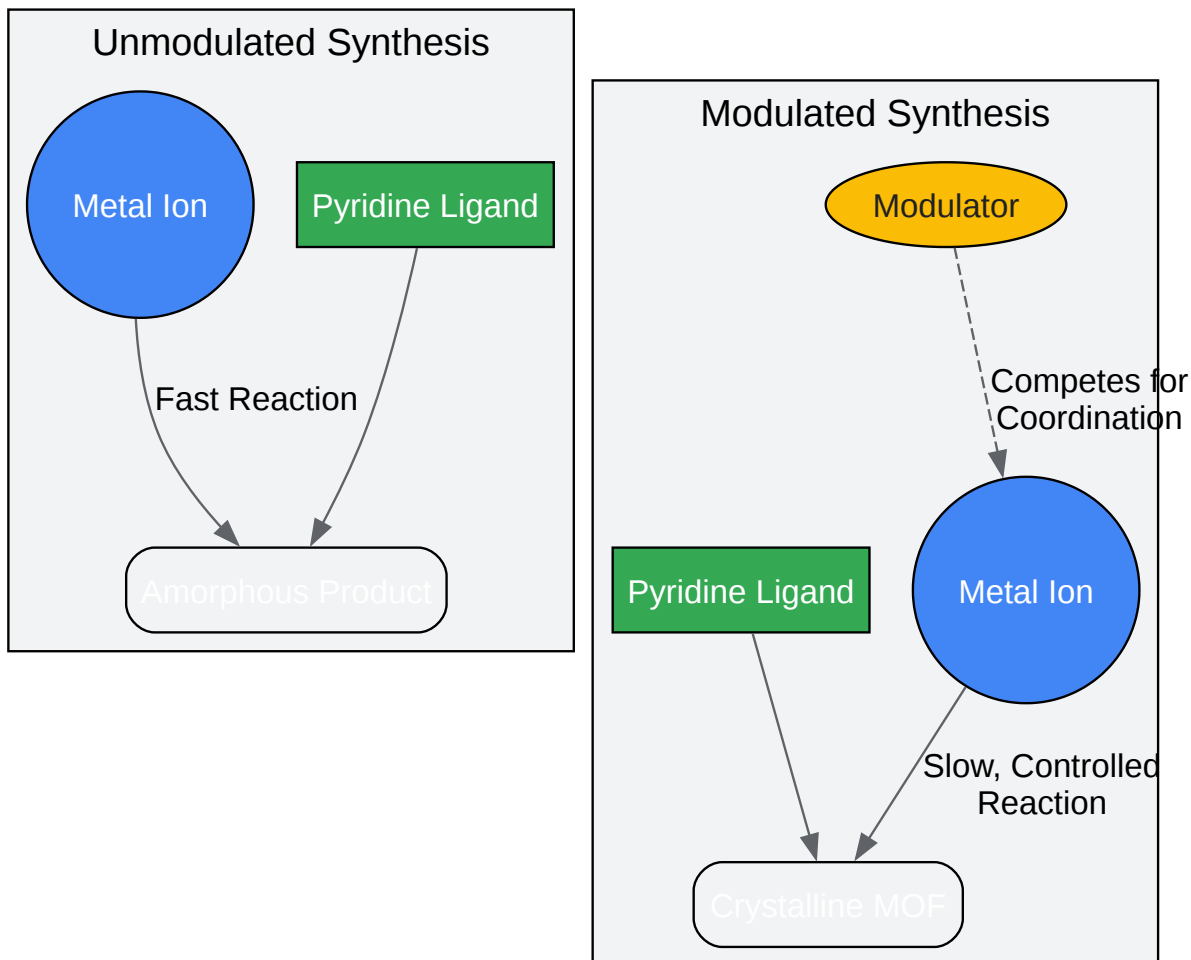 Unmodulated Synthesis
Metal Ion
Pyridine Ligand
Fast Reaction
Amorphous Product
Modulated Synthesis
Modulator
Competes for
Coordination
Pyridine Ligand
Metal Ion
Slow, Controlled
Reaction
Crystalline MOF